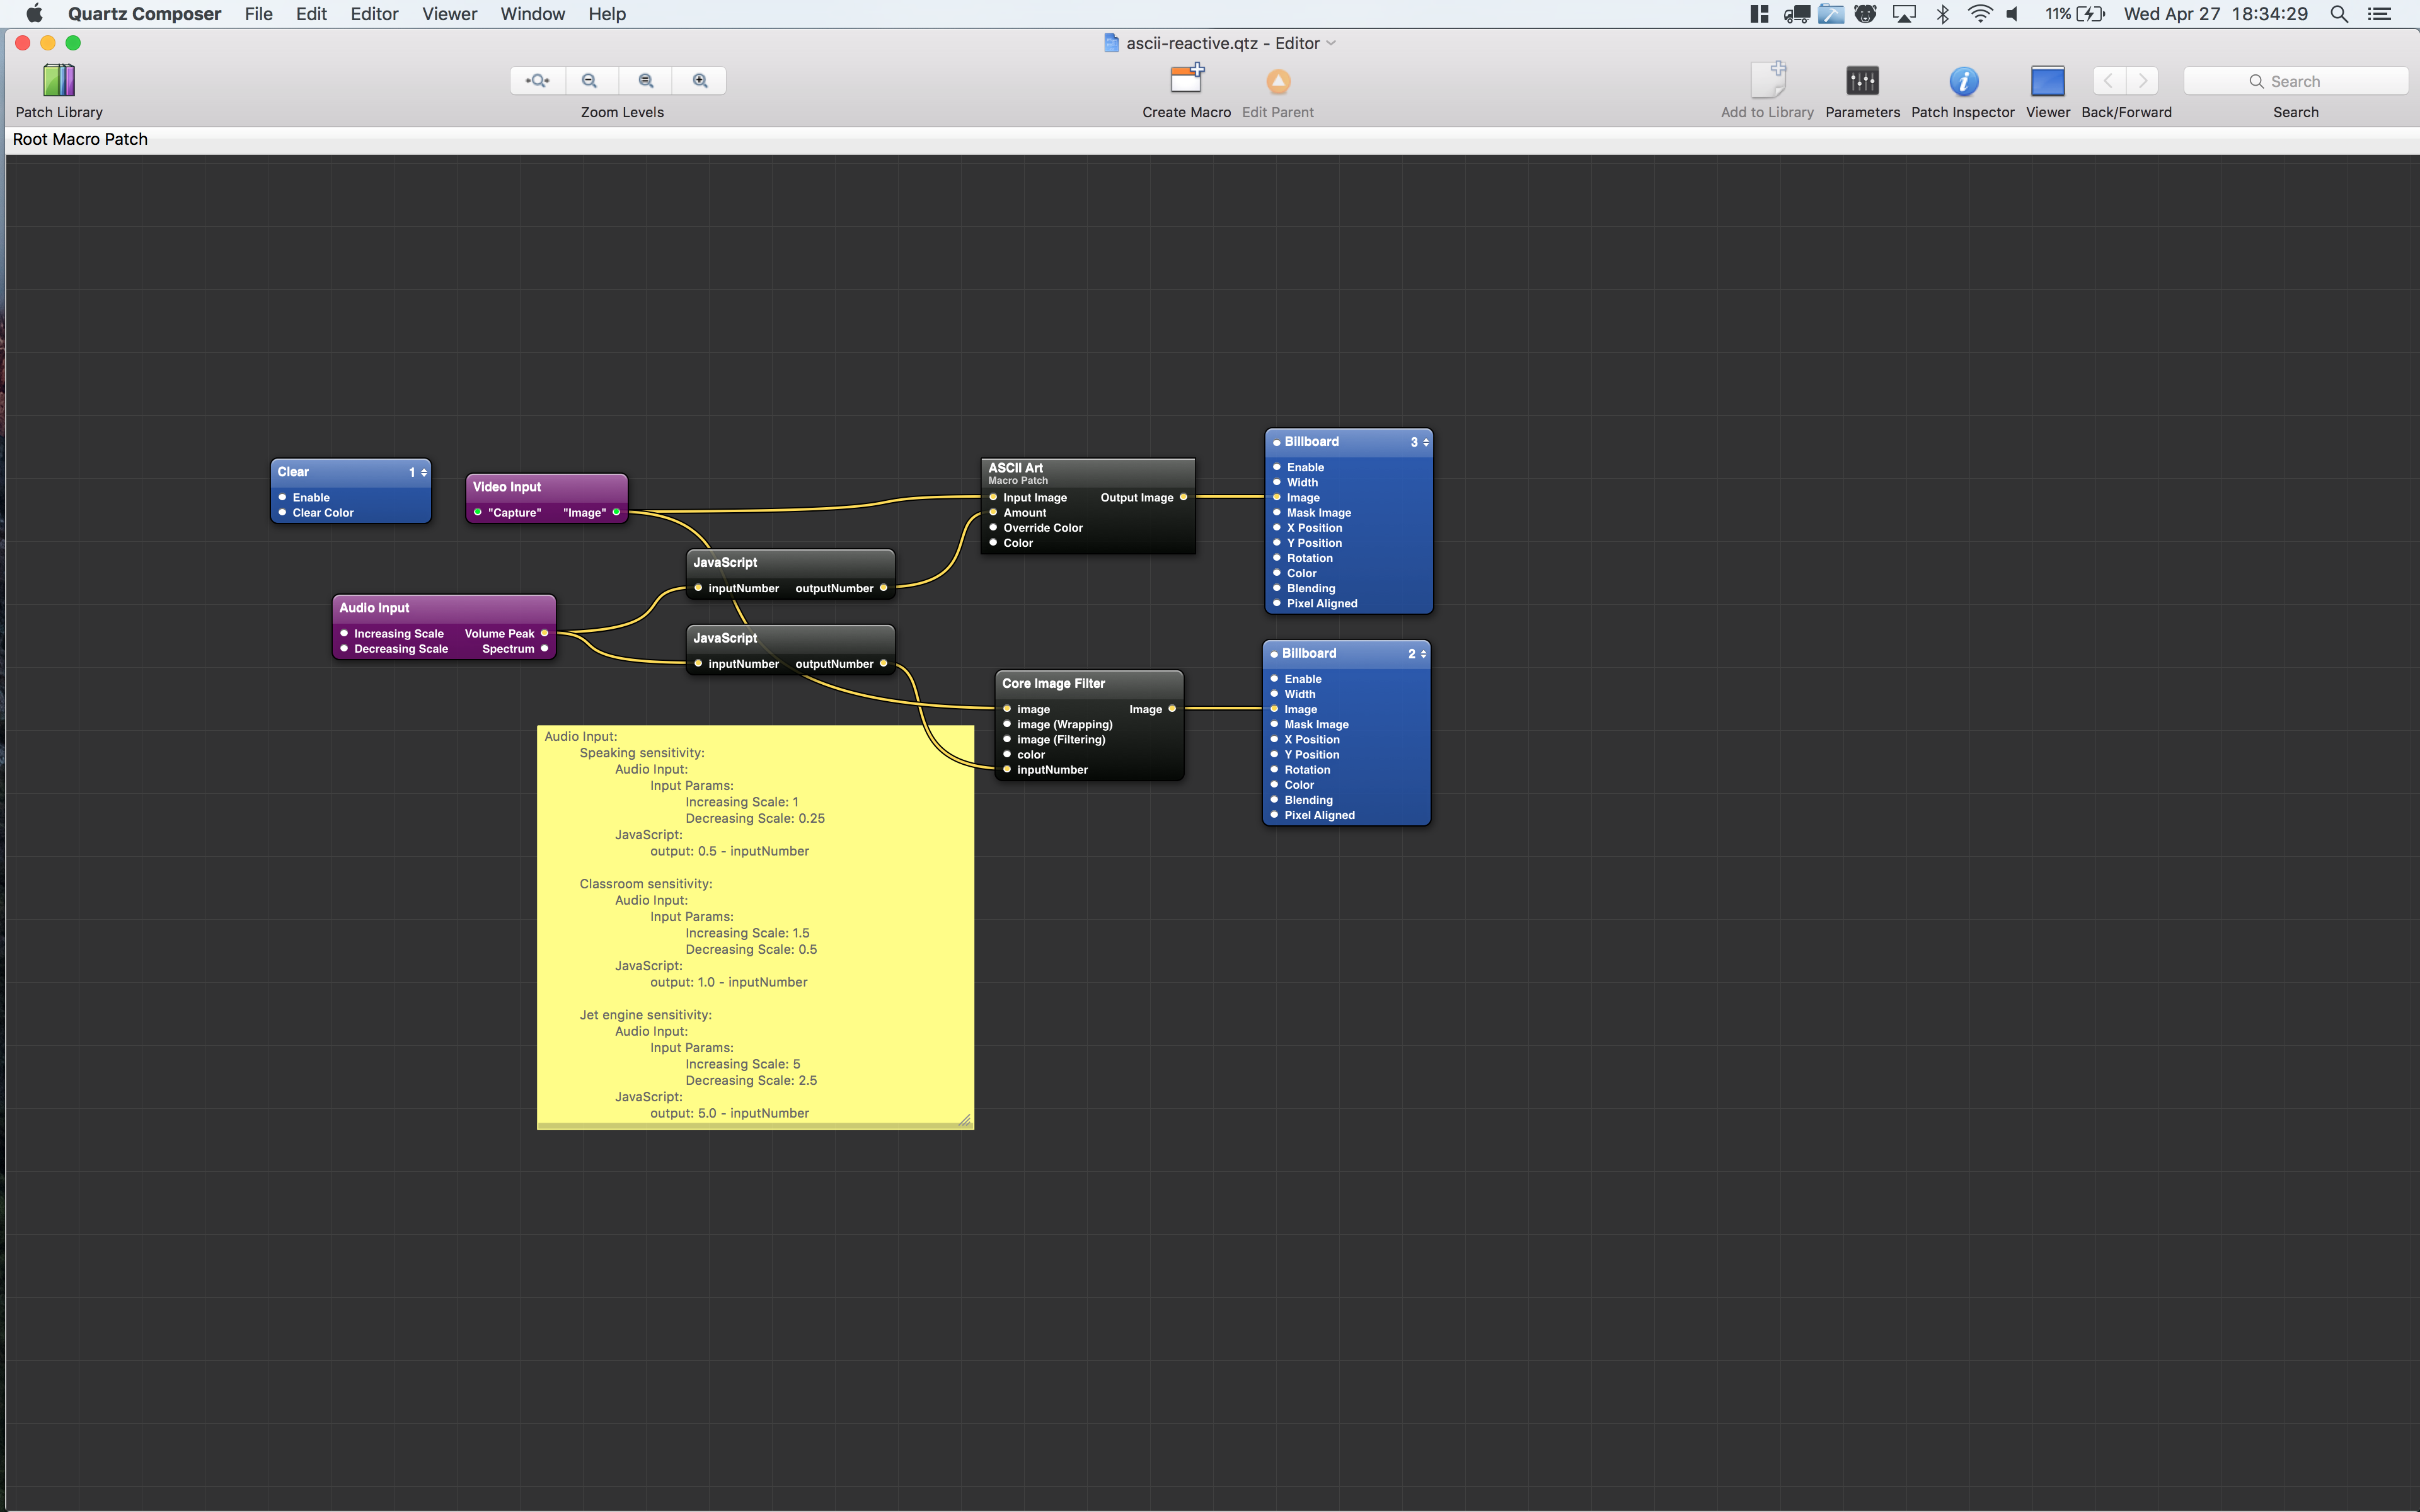 Quartz Composer File Edit Editor Viewer Window Help 11% Wed Apr 27 18:34:29
ascii-reactive.qtz - Editor
Patch Library
Zoom Levels
Create Macro
Edit Parent
Add to Library
Parameters
Patch Inspector
Viewer
Back/Forward
Search
Search
Root Macro Patch
Clear 1
Enable
Clear Color
Video Input
"Capture" "Image"
Audio Input
Increasing Scale Volume Peak
Decreasing Scale Spectrum
JavaScript
inputNumber outputNumber
JavaScript
inputNumber outputNumber
ASCII Art
Macro Patch
Input Image Output Image
Amount
Override Color
Color
Core Image Filter
image Image
image (Wrapping)
image (Filtering)
color
inputNumber
Billboard 3
Enable
Width
Image
Mask Image
X Position
Y Position
Rotation
Color
Blending
Pixel Aligned
Billboard 2
Enable
Width
Image
Mask Image
X Position
Y Position
Rotation
Color
Blending
Pixel Aligned
Audio Input:
Speaking sensitivity:
Audio Input:
Input Params:
Increasing Scale: 1
Decreasing Scale: 0.25
JavaScript:
output: 0.5 - inputNumber
Classroom sensitivity:
Audio Input:
Input Params:
Increasing Scale: 1.5
Decreasing Scale: 0.5
JavaScript:
output: 1.0 - inputNumber
Jet engine sensitivity:
Audio Input:
Input Params:
Increasing Scale: 5
Decreasing Scale: 2.5
JavaScript:
output: 5.0 - inputNumber